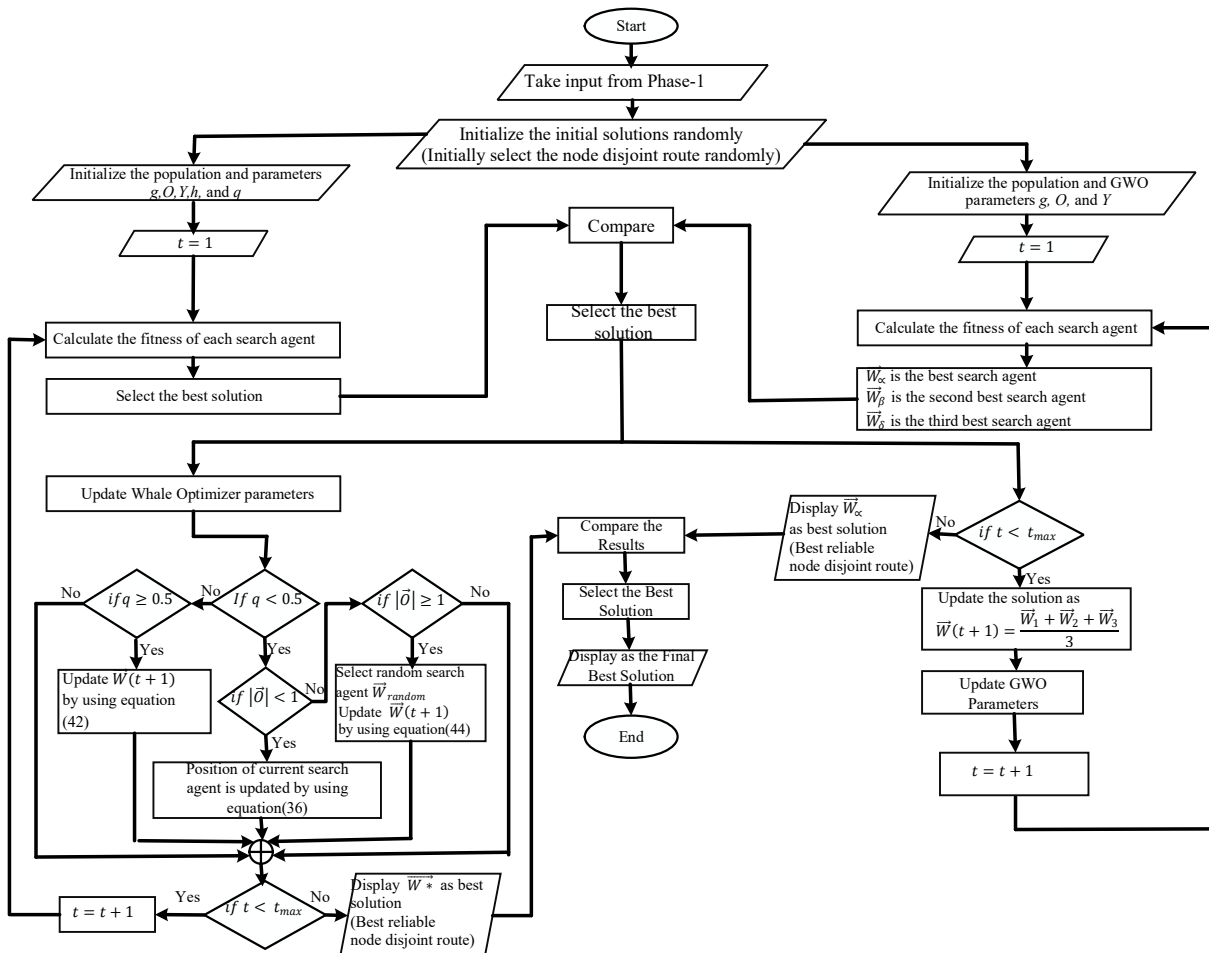 Start
Take input from Phase-1
Initialize the initial solutions randomly
(Initially select the node disjoint route randomly)
Initialize the population and parameters
g,O,Y,h, and q
t = 1
Calculate the fitness of each search agent
Select the best solution
Compare
Select the best
solution
Initialize the population and GWO
parameters g, O, and Y
t = 1
Calculate the fitness of each search agent
W⃗∝ is the best search agent
W⃗β is the second best search agent
W⃗δ is the third best search agent
Update Whale Optimizer parameters
No
if q ≥ 0.5
No
If q < 0.5
if |O⃗| ≥ 1
No
Yes
Yes
Yes
Update W⃗(t + 1)
by using equation
(42)
if |O⃗| < 1
No
Select random search
agent W⃗random
Update W⃗(t + 1)
by using equation(44)
Yes
Position of current search
agent is updated by using
equation(36)
t = t + 1
Yes
if t < tmax
No
Display W⃗* as best
solution
(Best reliable
node disjoint route)
Compare the
Results
Select the Best
Solution
Display as the Final
Best Solution
End
Display W⃗∝
as best solution
(Best reliable
node disjoint route)
No
if t < tmax
Yes
Update the solution as
W⃗(t + 1) = (W⃗1 + W⃗2 + W⃗3)/3
Update GWO
Parameters
t = t + 1